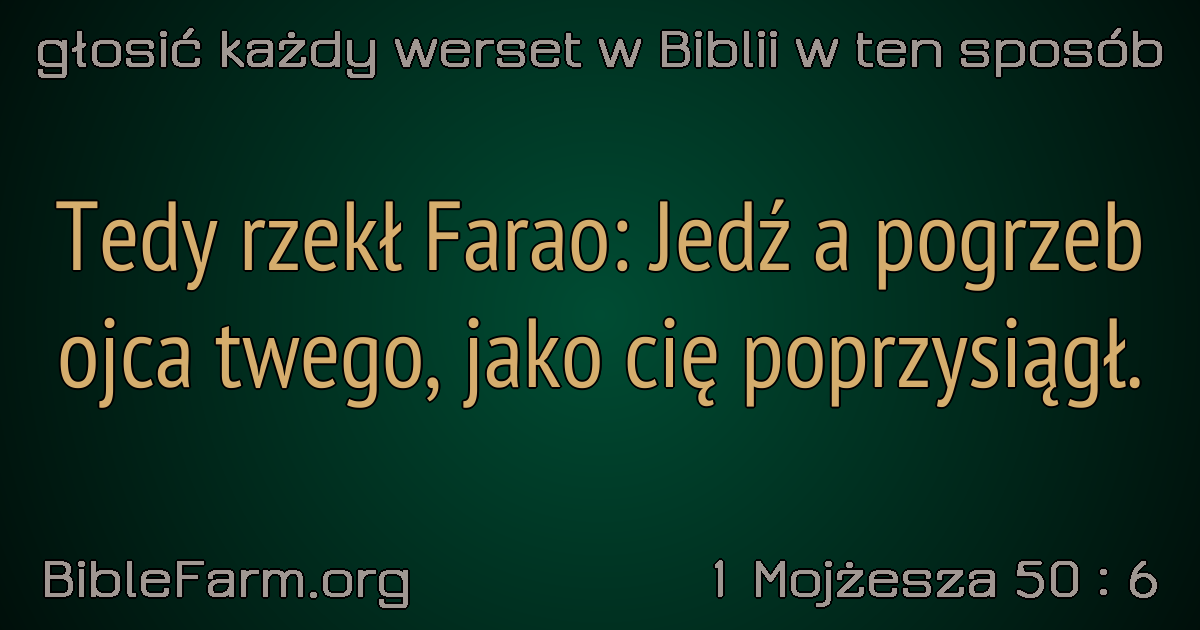 głosić każdy werset w Biblii w ten sposób
Tedy rzekł Farao: Jedź a pogrzeb
ojca twego, jako cię poprzysiągł.
BibleFarm.org
1 Mojżesza 50 : 6